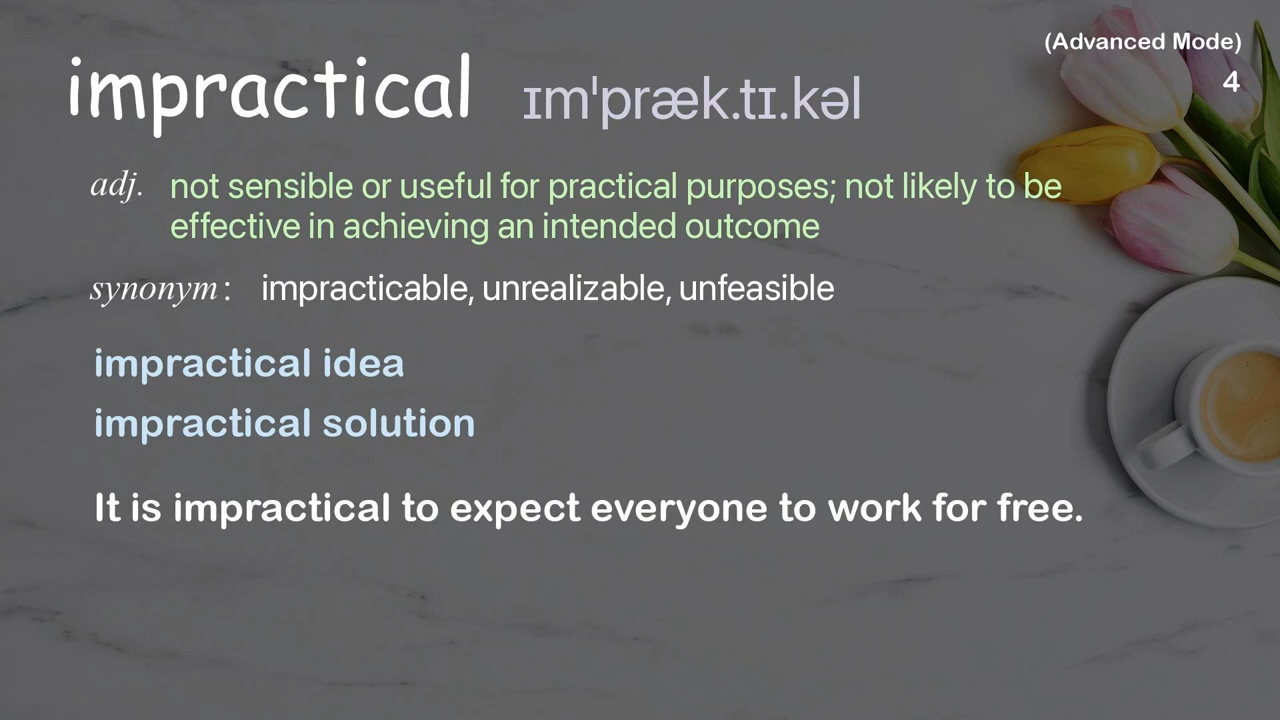 (Advanced Mode)
4
impractical ɪmˈpræk.tɪ.kəl
adj. not sensible or useful for practical purposes; not likely to be
effective in achieving an intended outcome
synonym: impracticable, unrealizable, unfeasible
impractical idea
impractical solution
It is impractical to expect everyone to work for free.